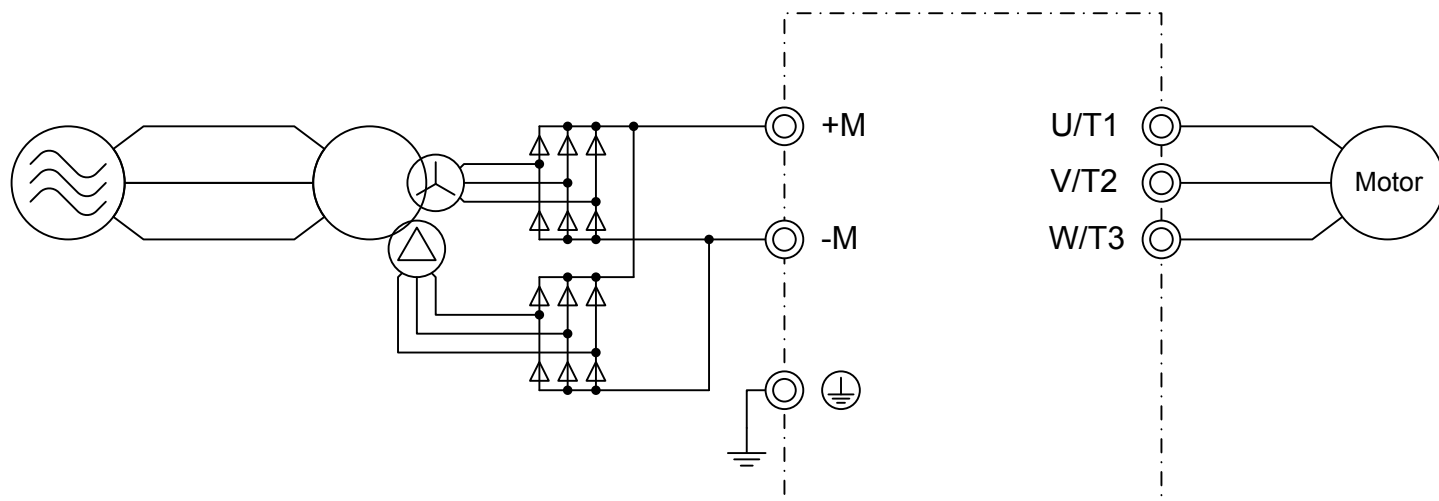 +M
U/T1
V/T2
Motor
-M
W/T3